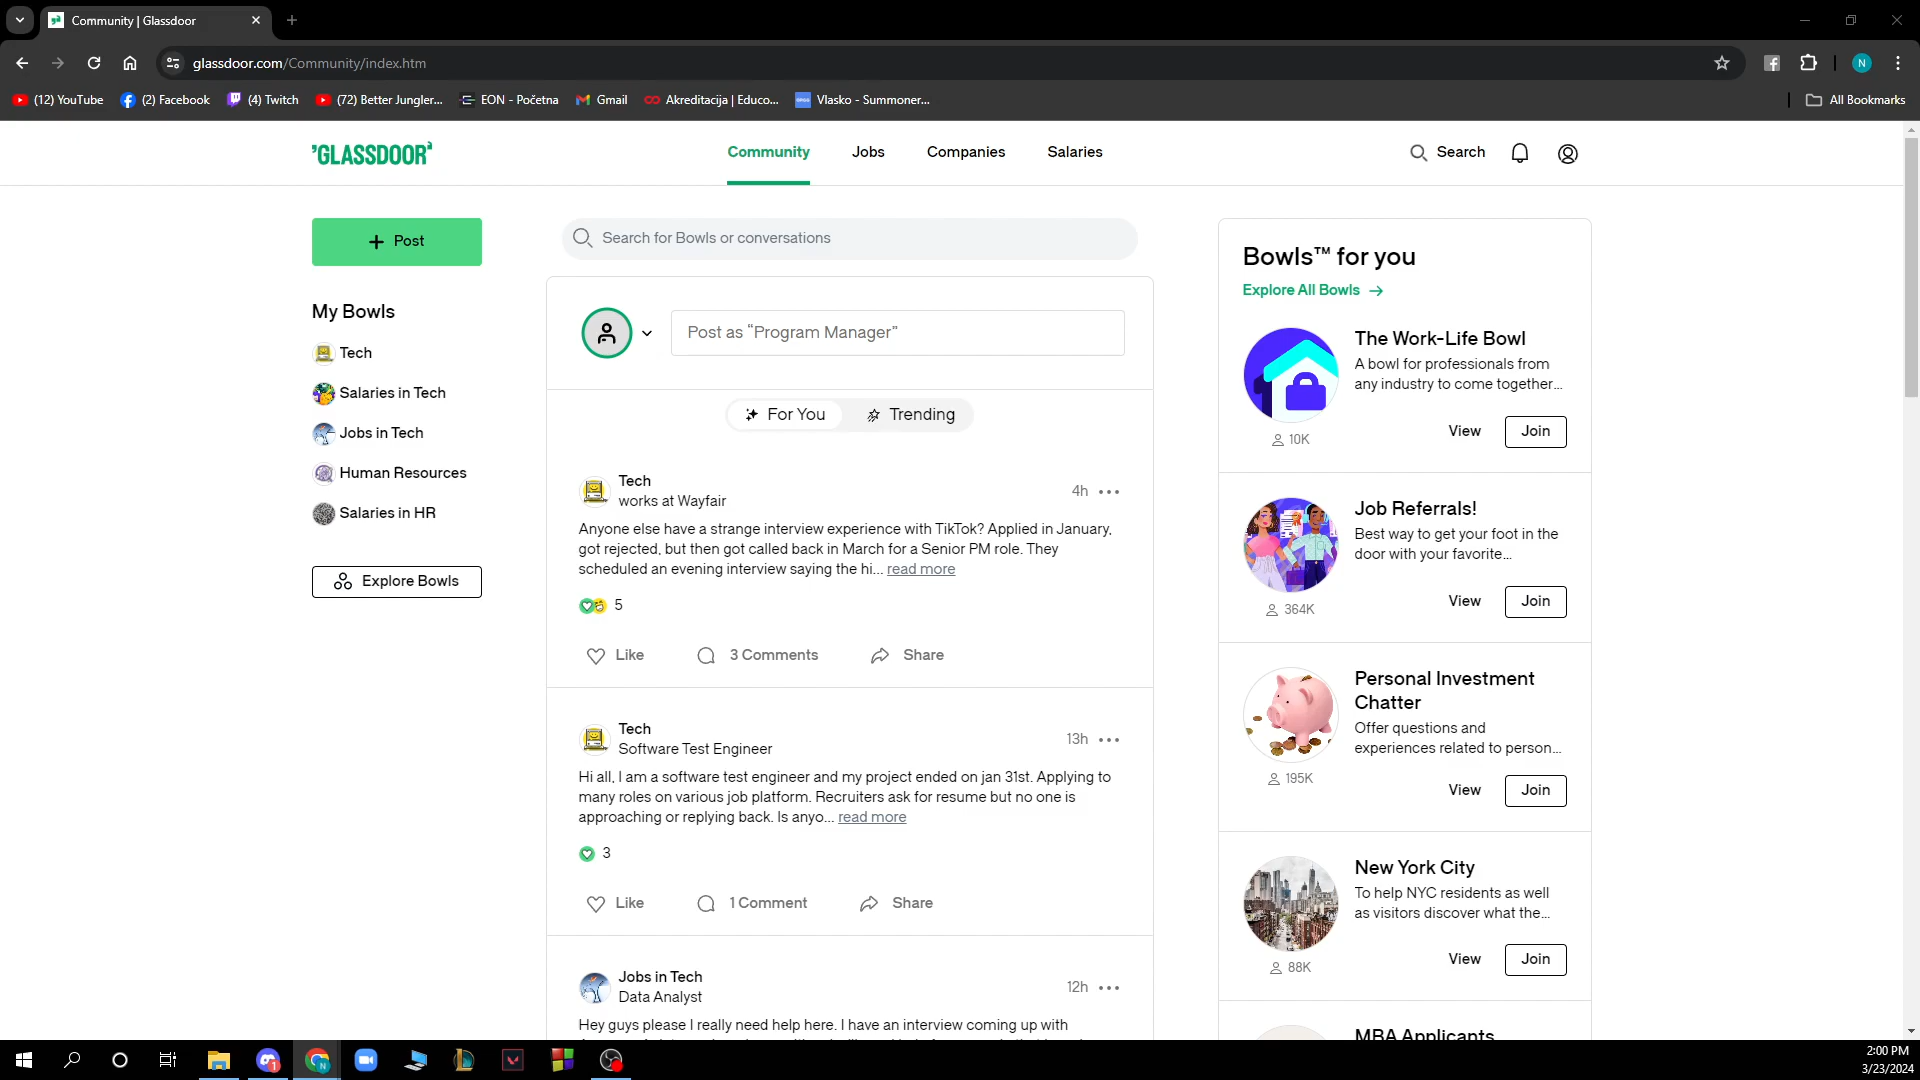 Community | Glassdoor
glassdoor.com/Community/index.htm
(12) YouTube
(2) Facebook
(4) Twitch
(72) Better Jungler...
EON - Početna
Gmail
Akreditacija | Educo...
Vlasko - Summoner...
All Bookmarks
N
GLASSDOOR
Community
Jobs
Companies
Salaries
Search
+ Post
My Bowls
Tech
Salaries in Tech
Jobs in Tech
Human Resources
Salaries in HR
Explore Bowls
Search for Bowls or conversations
Post as “Program Manager”
For You
Trending
Tech
works at Wayfair
4h
Anyone else have a strange interview experience with TikTok? Applied in January,
got rejected, but then got called back in March for a Senior PM role. They
scheduled an evening interview saying the hi... read more
5
Like
3 Comments
Share
Tech
Software Test Engineer
13h
Hi all, I am a software test engineer and my project ended on jan 31st. Applying to
many roles on various job platform. Recruiters ask for resume but no one is
approaching or replying back. Is anyo... read more
3
Like
1 Comment
Share
Jobs in Tech
Data Analyst
12h
Hey guys please I really need help here. I have an interview coming up with
Bowls™ for you
Explore All Bowls
The Work-Life Bowl
A bowl for professionals from
any industry to come together...
10K
View
Join
Job Referrals!
Best way to get your foot in the
door with your favorite...
364K
View
Join
Personal Investment
Chatter
Offer questions and
experiences related to person...
195K
View
Join
New York City
To help NYC residents as well
as visitors discover what the...
88K
View
Join
MBA Applicants
2:00 PM
3/23/2024